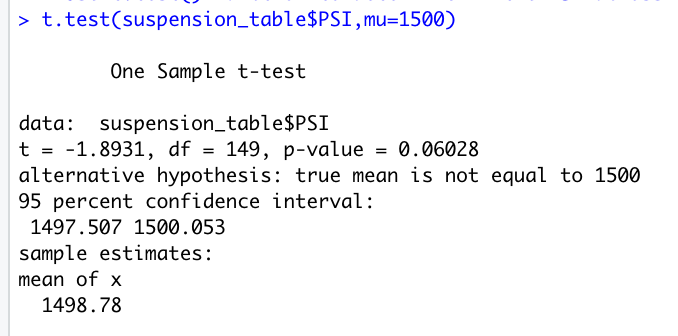 > t.test(suspension_table$PSI,mu=1500)
One Sample t-test
data:  suspension_table$PSI
t = -1.8931, df = 149, p-value = 0.06028
alternative hypothesis: true mean is not equal to 1500
95 percent confidence interval:
1497.507 1500.053
sample estimates:
mean of x
1498.78